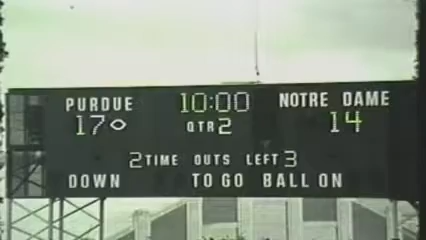 PURDUE 10:00 NOTRE DAME
17 QTR 2 14
2 TIME OUTS LEFT 3
DOWN TO GO BALL ON